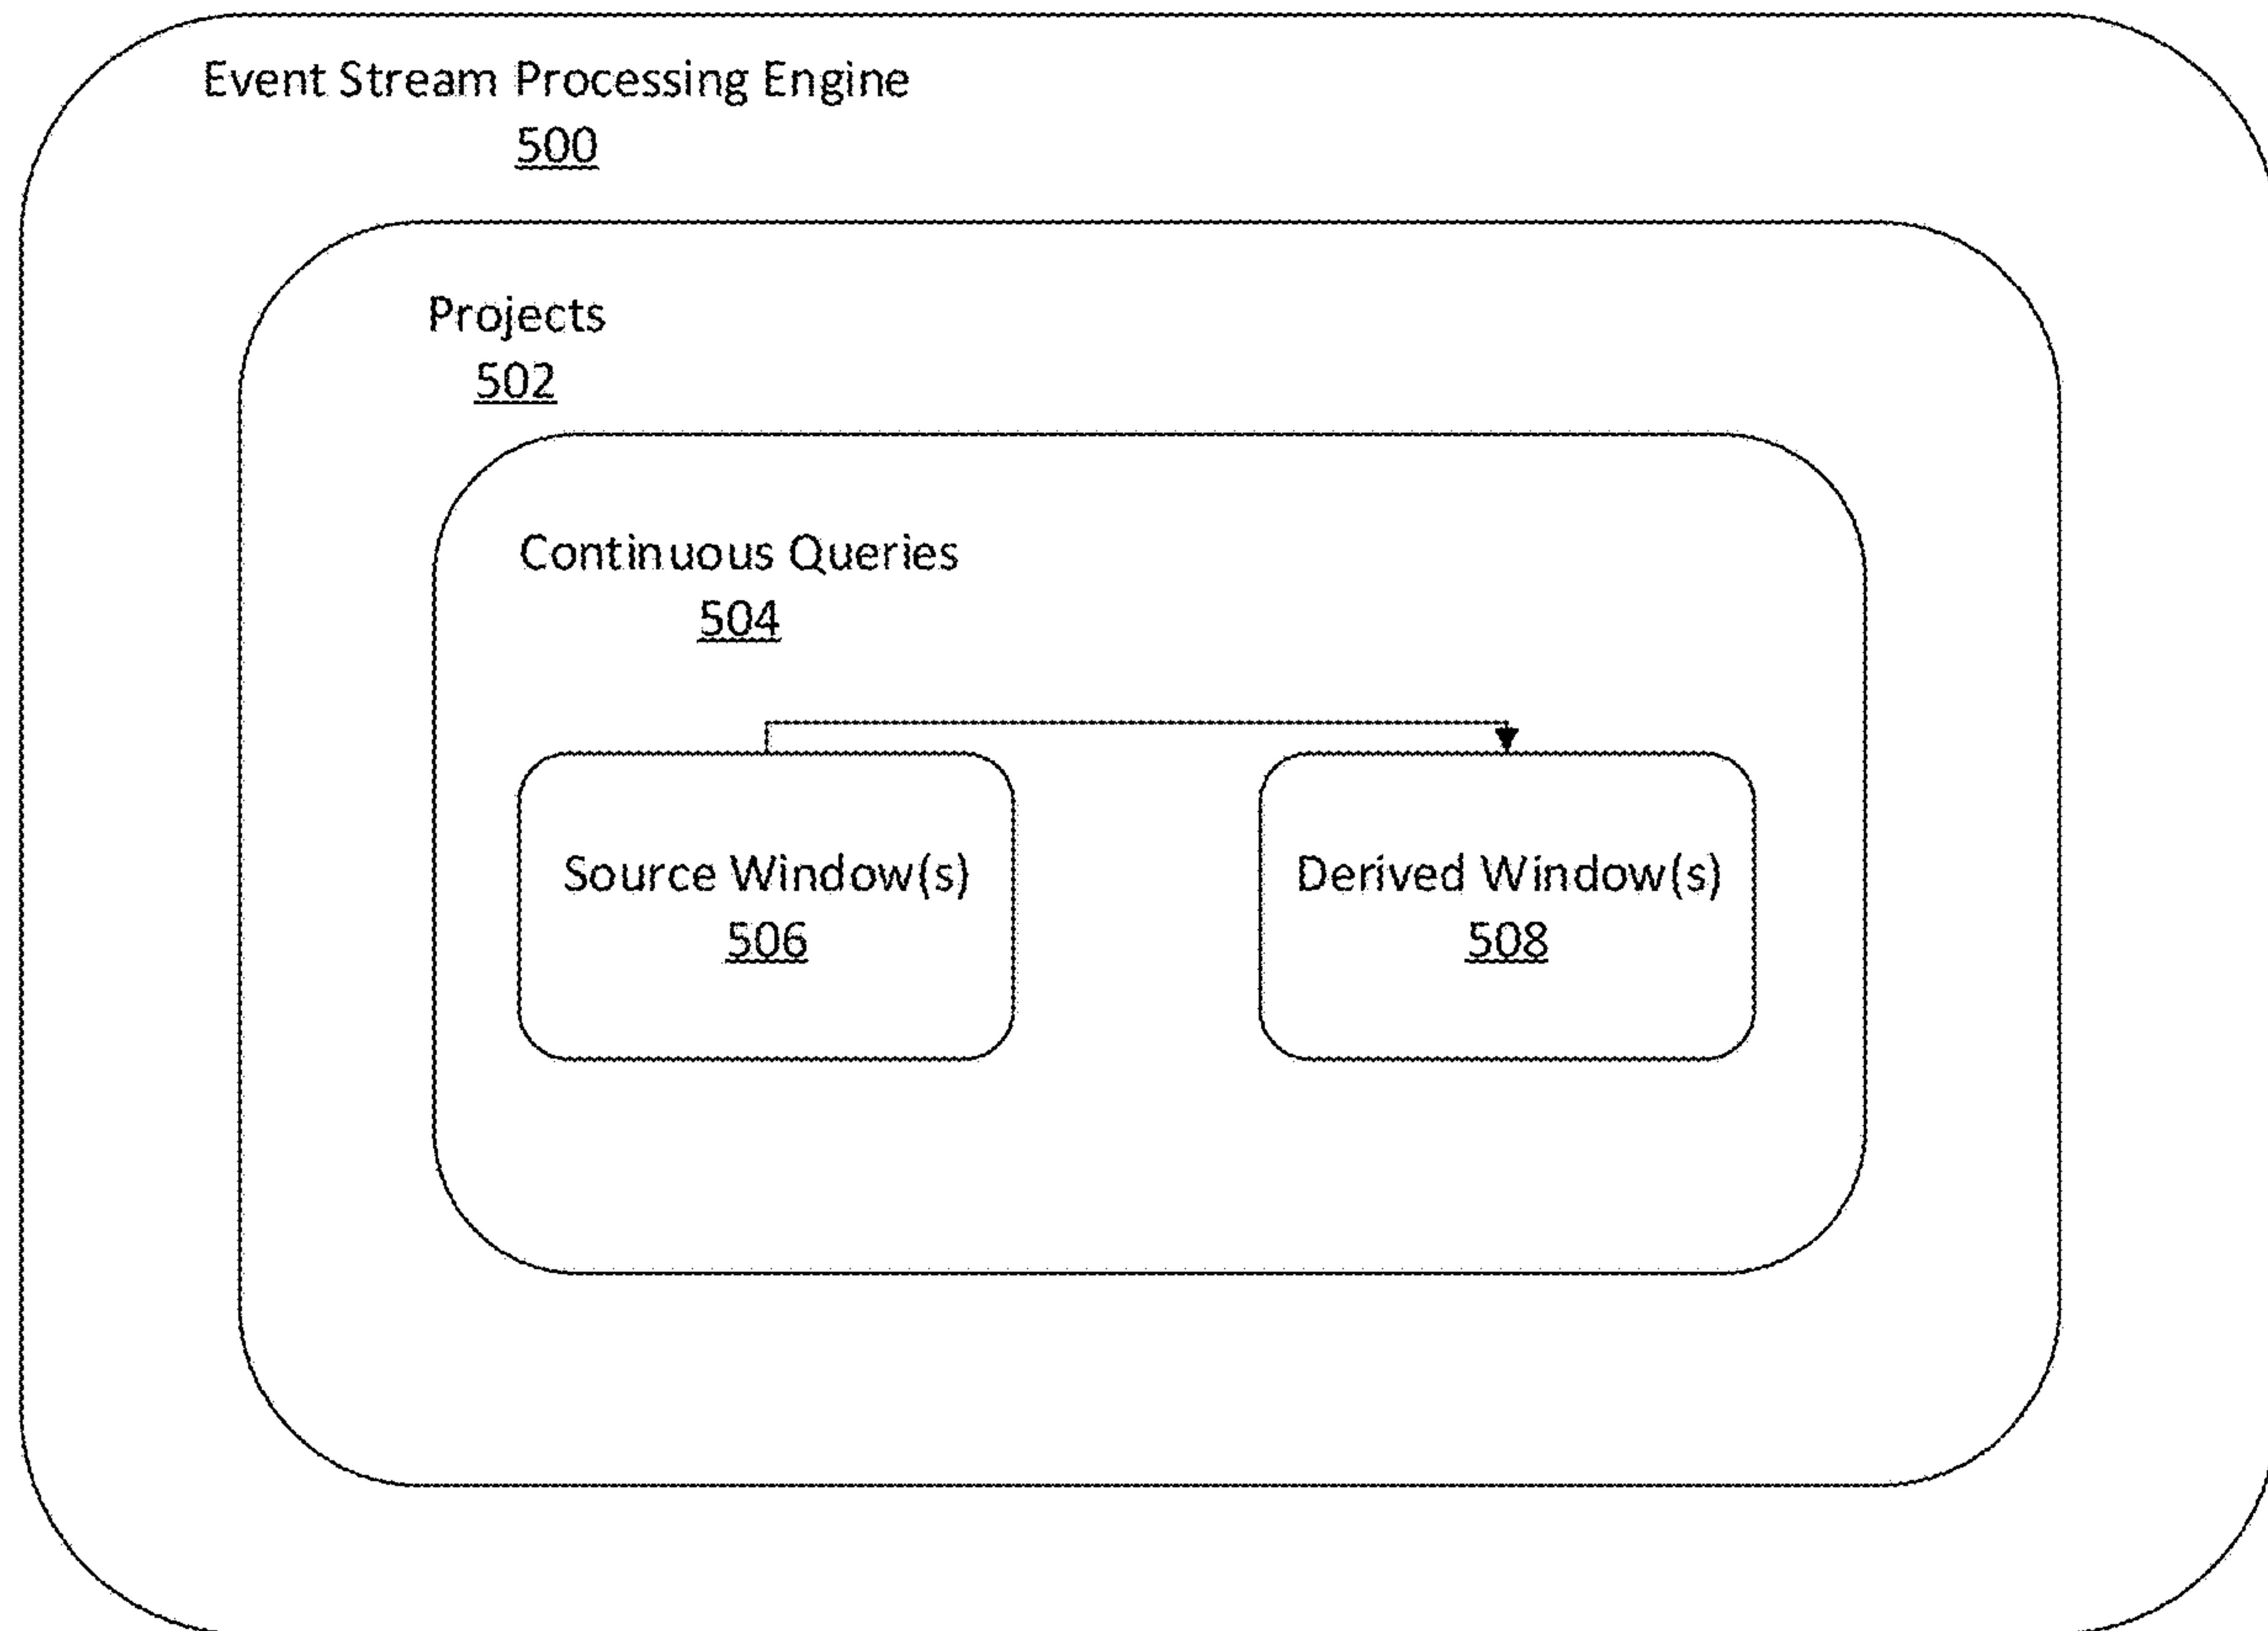 Event Stream Processing Engine
500
Projects
502
Continuous Queries
504
Source Window(s)
506
Derived Window(s)
508